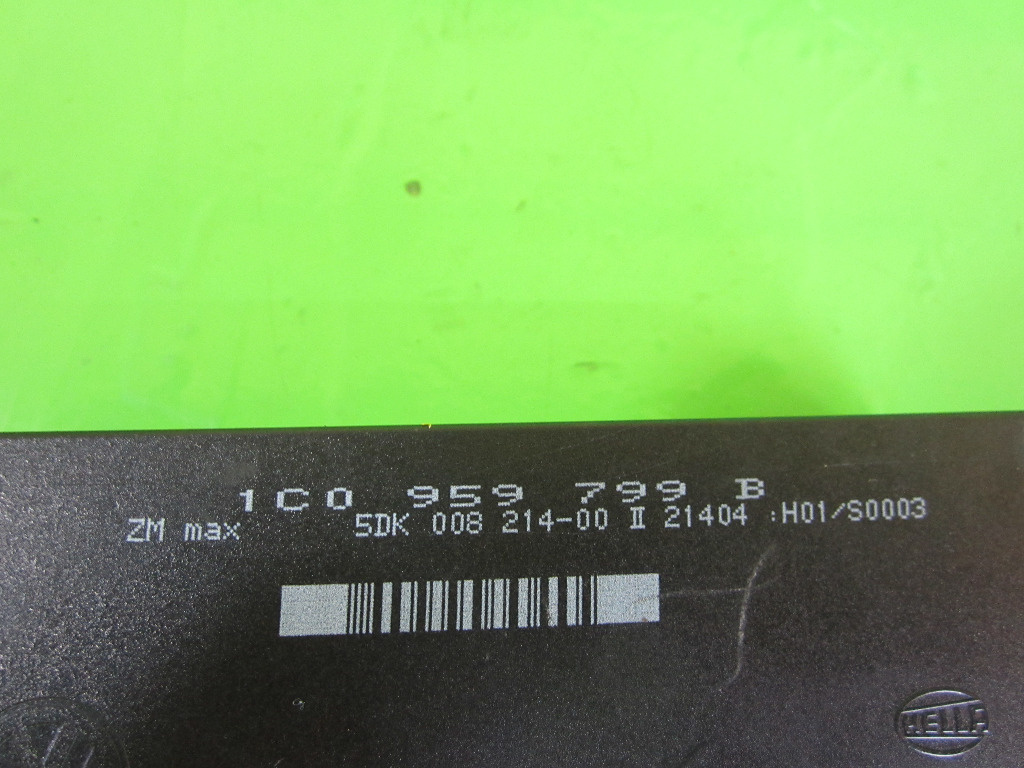 1C0 959 799 B
ZM max 5DK 008 214-00 II 21404 :H01/S0003
HELLA